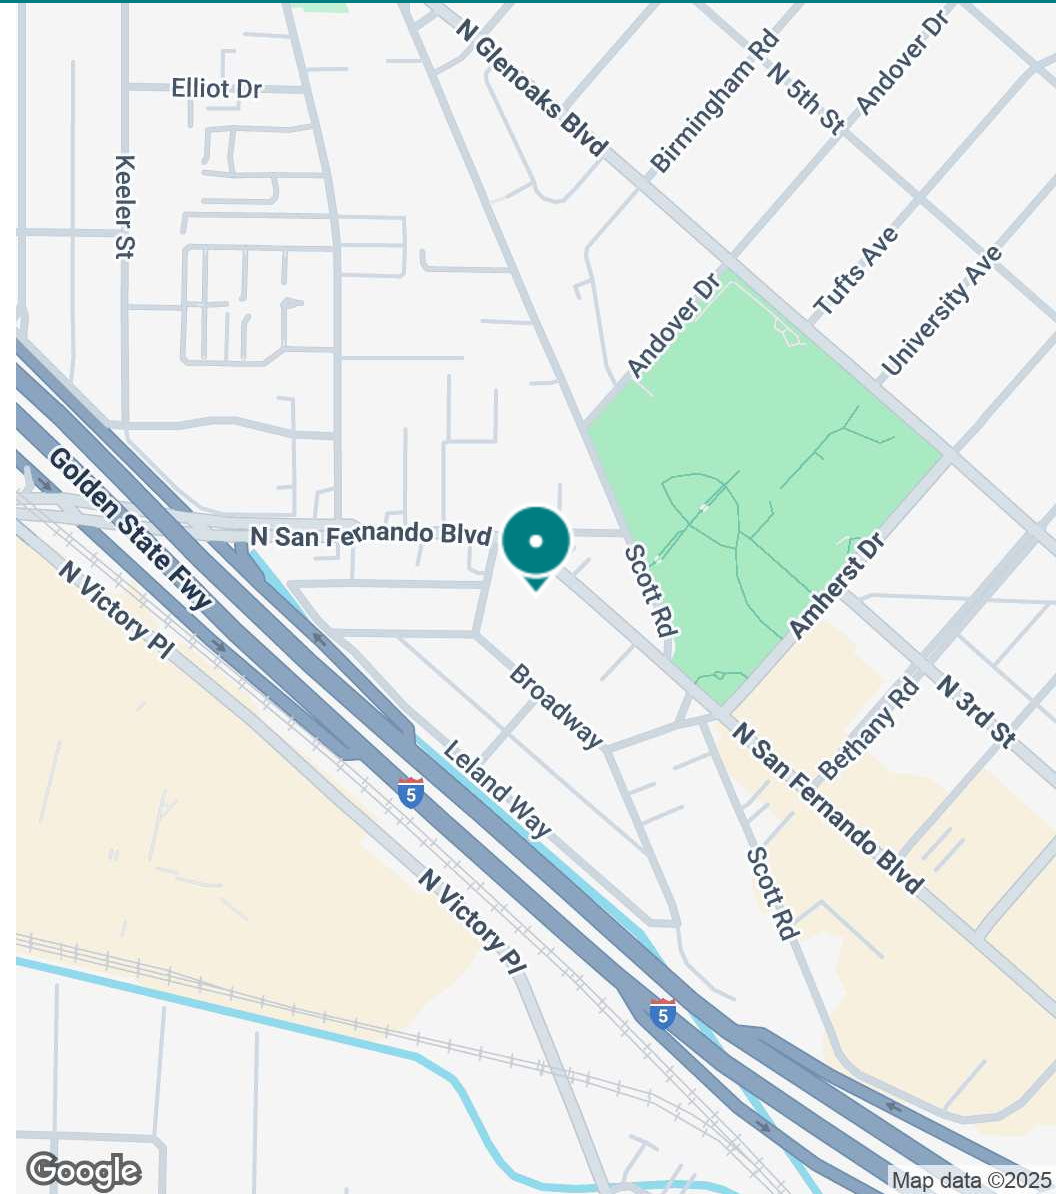 N Glenoaks Blvd
Andover Dr
Birmingham Rd
N 5th St
Elliot Dr
Keeler St
Tufts Ave
University Ave
Andover Dr
Golden State Fwy
N San Fernando Blvd
N Victory Pl
Scott Rd
Amherst Dr
Broadway
Bethany Rd
N 3rd St
N San Fernando Blvd
Leland Way
5
Scott Rd
N Victory Pl
5
Google
Map data ©2025